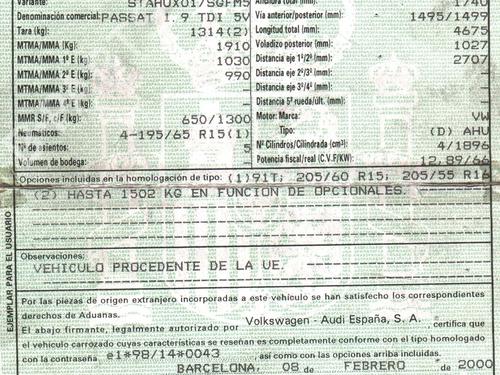 Variante: STAHUX01/SGFM5 Anchura total (mm): 1740
Denominación comercial: PASSAT 1.9 TDI 5V Vía anterior/posterior (mm): 1495/1499
Tara (kg): 1314(2) Longitud total (mm): 4675
MTMA/MMA (Kg): 1910 Voladizo posterior (mm): 1027
MTMA/MMA 1º E (kg) 1030 Distancia eje 1º/2º (mm): 2707
MTMA/MMA 2º E (kg): 990 Distancia eje 2º/3º (mm):
MTMA/MMA 3º E (kg): - Distancia eje 3º/4º (mm):
MTMA/MMA 4º E (kg) - Distancia 5ª rueda/últ. (mm):
MMR S/F, c/F (kg): 650/1300 Motor: Marca: VW
Neumáticos: 4-195/65 R15(1) Tipo: (D) AHU
Nº de asientos: 5 Nº Cilindros/Cilindrada (cm³): 4/1896
Volumen de bodega: - Potencia fiscal/real (C.V.F/KW): 12,89/66
Opciones incluidas en la homologación de tipo: (1)91T; 205/60 R15; 205/55 R16
(2) HASTA 1502 KG EN FUNCION DE OPCIONALES.
Observaciones:
VEHICULO PROCEDENTE DE LA UE.
EJEMPLAR PARA EL USUARIO
Por las piezas de origen extranjero incorporadas a este vehículo se han satisfecho los correspondientes
derechos de Aduanas.
El abajo firmante, legalmente autorizado por Volkswagen - Audi España, S. A. , certifica que
el vehículo carrozado cuyas características se reseñan es completamente conforme con el tipo homologado
con la contraseña e1*98/14*0043 , así como con las opciones arriba incluidas.
BARCELONA, 08 de FEBRERO de 2000